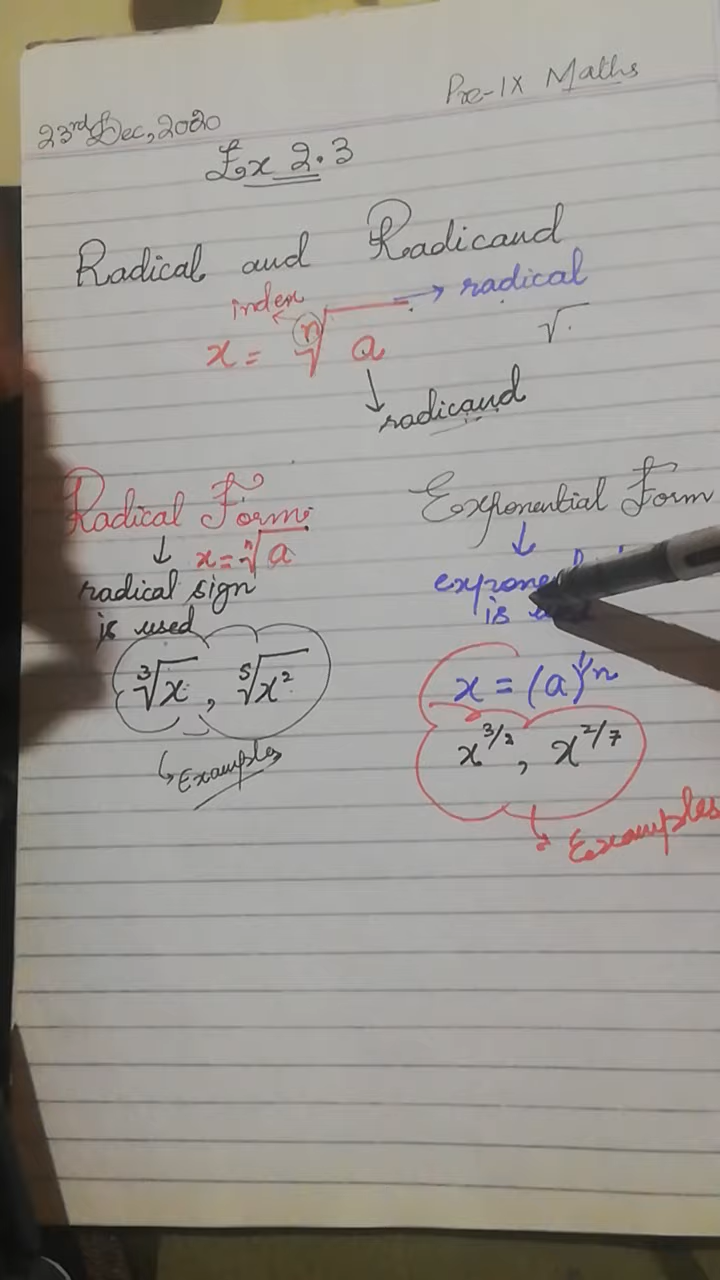 Pre-IX Maths
23rd Dec, 2020
Ex 2.3
Radical and Radicand
index
→ radical
x = ⁿ√a
√.
radicand
Radical Form
x = ⁿ√a
radical sign
is used
³√x, ⁵√x²
Examples
Exponential Form
is
x = (a)^1/n
x^3/2, x^2/7
Examples